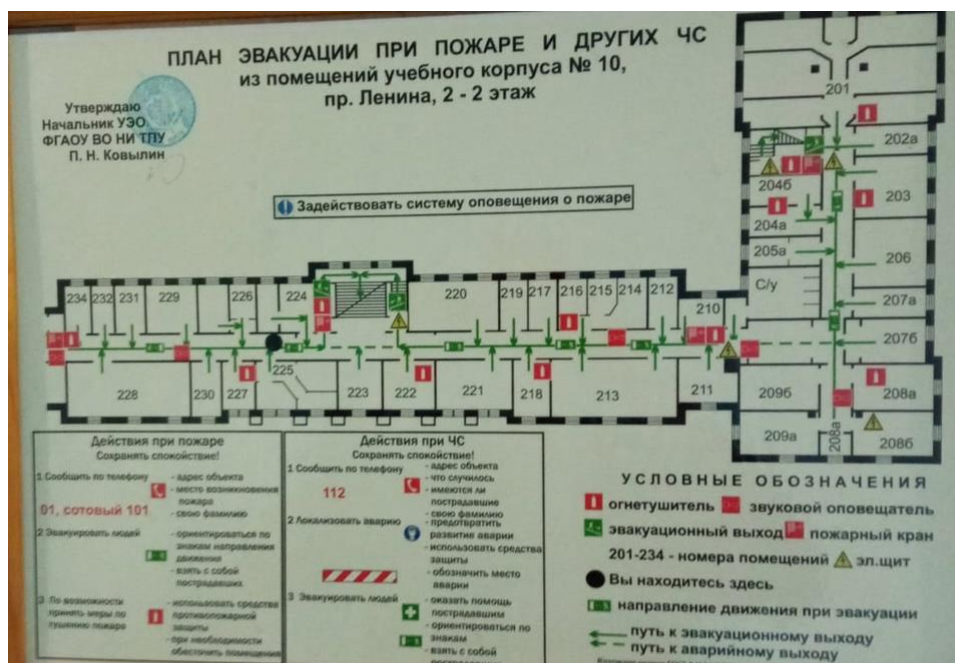 ПЛАН ЭВАКУАЦИИ ПРИ ПОЖАРЕ И ДРУГИХ ЧС
из помещений учебного корпуса № 10,
пр. Ленина, 2 - 2 этаж
Утверждаю
Начальник УЭО
ФГАОУ ВО НИ ТПУ
П. Н. Ковылин
Задействовать систему оповещения о пожаре
201
202а
203
204б
204а
205а
206
С/у
207а
207б
208а
208б
208а
209б
209а
234 232 231 229 226 224 220 219 217 216 215 214 212 210
228 230 227 225 223 222 221 218 213 211
Действия при пожаре
Сохранять спокойствие!
1 Сообщить по телефону
- адрес объекта
- место возникновения пожара
- свою фамилию
01, сотовый 101
2 Эвакуировать людей
- ориентироваться по
знакам направления
движения
- взять с собой
пострадавших
3 По возможности
принять меры по
тушению пожара
- использовать средства
противопожарной
защиты
- при необходимости
обесточить помещения
Действия при ЧС
Сохранять спокойствие!
1 Сообщить по телефону
- адрес объекта
- что случилось
- имеются ли
пострадавшие
- свою фамилию
112
2 Локализовать аварию
- предотвратить
развитие аварии
- использовать средства
защиты
- обозначить место
аварии
3 Эвакуировать людей
- оказать помощь
пострадавшим
- ориентироваться по
знакам
- взять с собой
УСЛОВНЫЕ ОБОЗНАЧЕНИЯ
огнетушитель звуковой оповещатель
эвакуационный выход пожарный кран
201-234 - номера помещений эл.щит
Вы находитесь здесь
направление движения при эвакуации
путь к эвакуационному выходу
путь к аварийному выходу